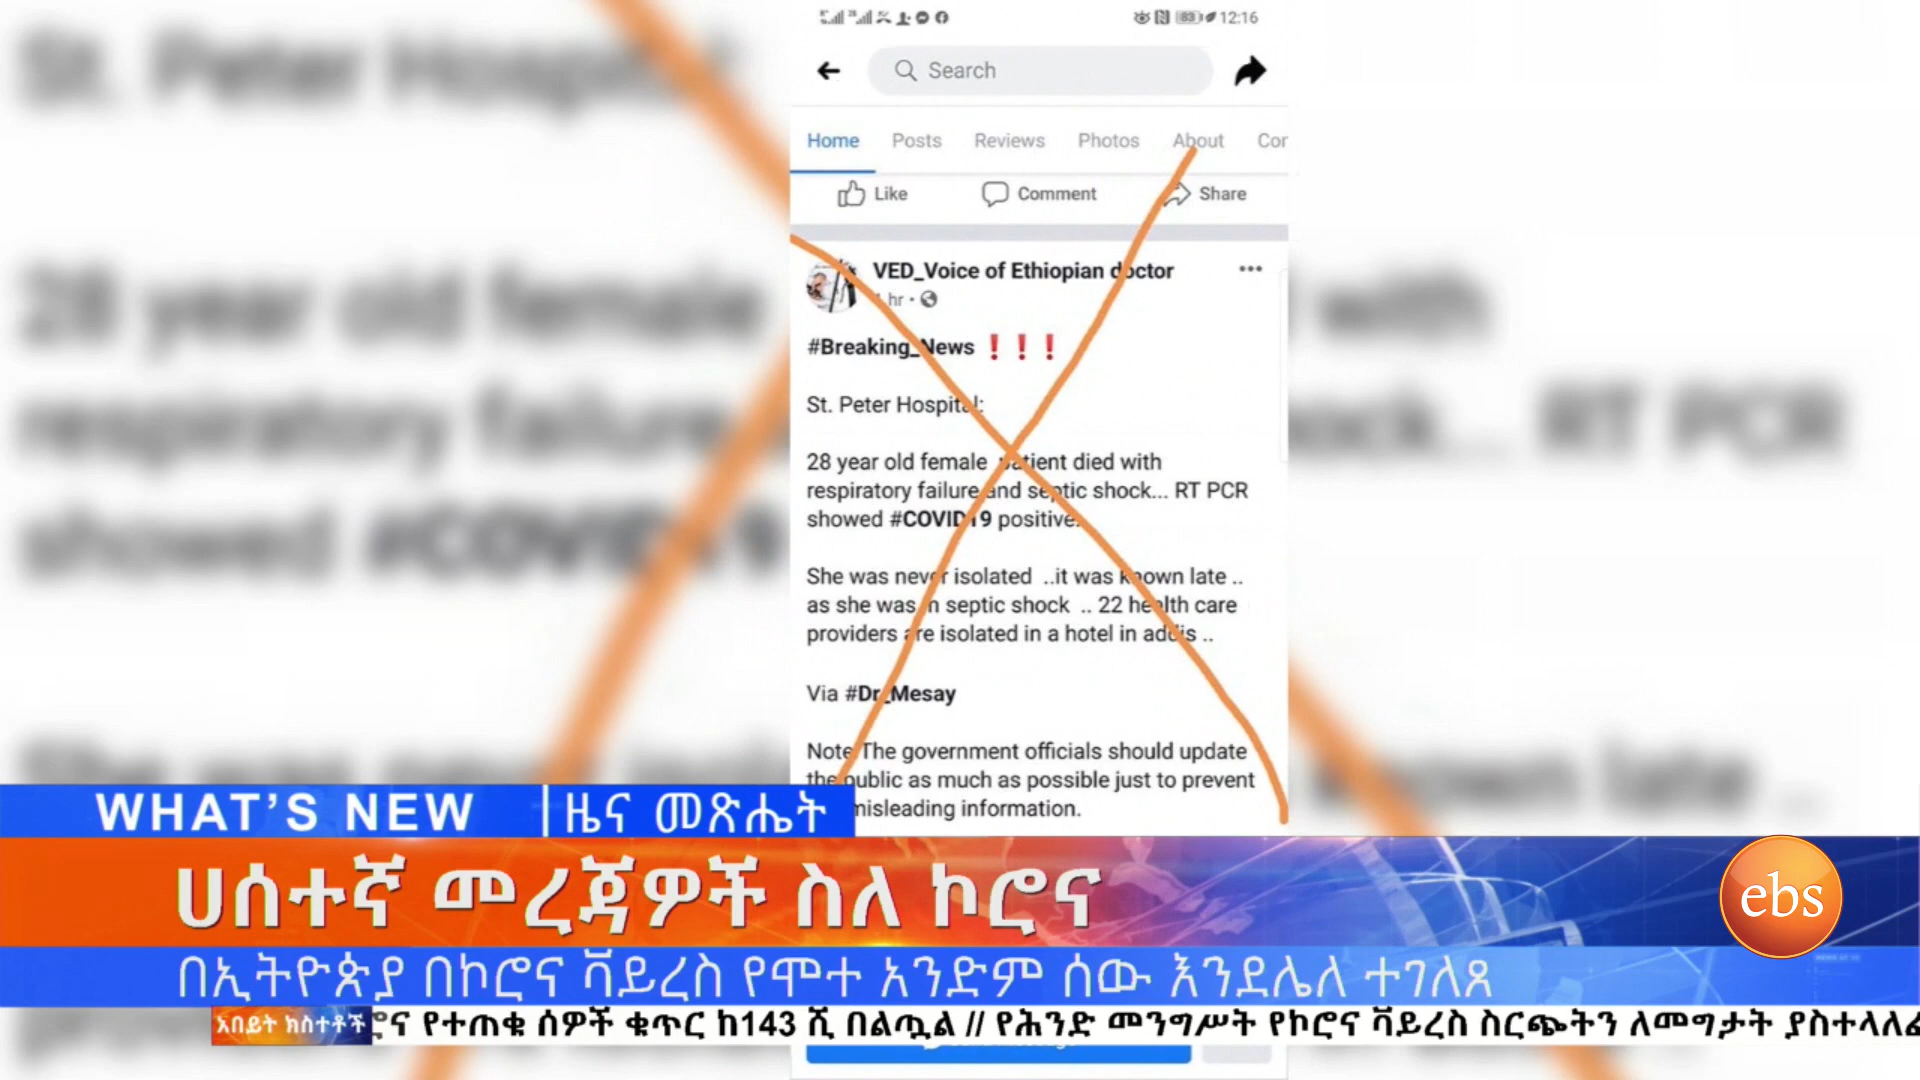 12:16
Search
Home Posts Reviews Photos About Cor
Like Comment Share
VED_Voice of Ethiopian doctor
hr
#Breaking_News ❗❗❗
St. Peter Hospital:
28 year old female patient died with
respiratory failure and septic shock... RT PCR
showed #COVID19 positive.
She was never isolated ..it was known late ..
as she was in septic shock .. 22 health care
providers are isolated in a hotel in addis ..
Via #Dr_Mesay
Note The government officials should update
the public as much as possible just to prevent
misleading information.
WHAT'S NEW | ዜና መጽሔት
ሀሰተኛ መረጃዎች ስለ ኮሮና
ebs
በኢትዮጵያ በኮሮና ቫይረስ የሞተ አንድም ሰው እንደሌለ ተገለጸ
አበይት ክስተቶች ና የተጠቁ ሰዎች ቁጥር ከ143 ሺ በልጧል // የሕንድ መንግሥት የኮሮና ቫይረስ ስርጭትን ለመግታት ያስተላለፈ